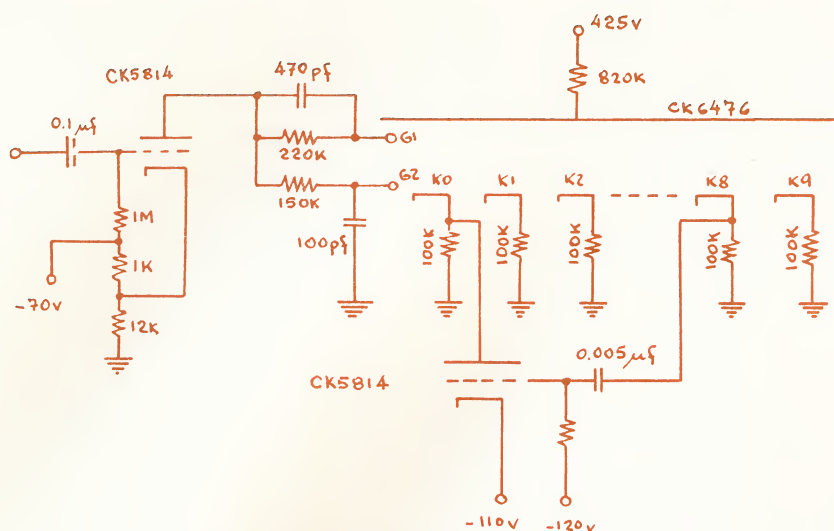 425V
820K
CK6476
CK5814
470pf
0.1µf
220K
G1
150K
G2
100pf
1M
1K
-70V
12K
K0
K1
K2
K8
K9
100K
100K
100K
100K
100K
CK5814
0.005µf
-110V
-120V